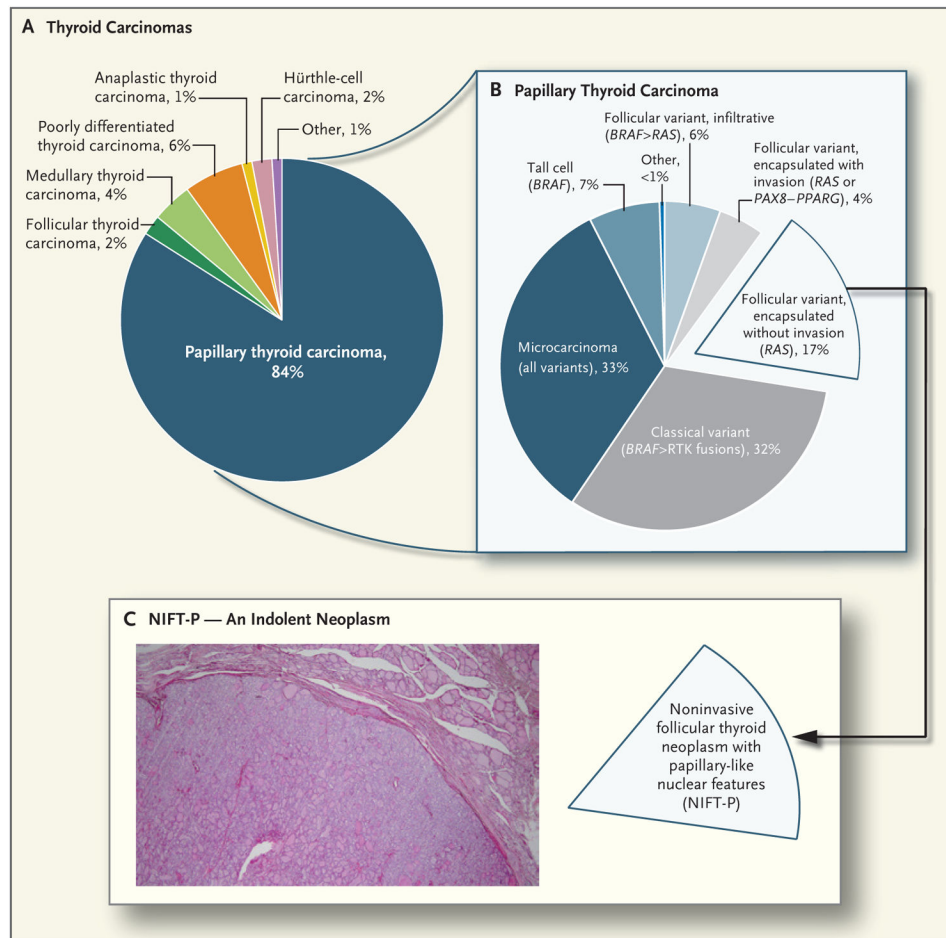 A Thyroid Carcinomas
Anaplastic thyroid
carcinoma, 1%
Hürthle-cell
carcinoma, 2%
Poorly differentiated
thyroid carcinoma, 6%
Other, 1%
Medullary thyroid
carcinoma, 4%
Follicular thyroid
carcinoma, 2%
Papillary thyroid carcinoma,
84%
B Papillary Thyroid Carcinoma
Follicular variant, infiltrative
(BRAF>RAS), 6%
Tall cell
(BRAF), 7%
Other,
<1%
Follicular variant,
encapsulated with
invasion (RAS or
PAX8–PPARG), 4%
Follicular variant,
encapsulated
without invasion
(RAS), 17%
Microcarcinoma
(all variants), 33%
Classical variant
(BRAF>RTK fusions), 32%
C NIFT-P — An Indolent Neoplasm
Noninvasive
follicular thyroid
neoplasm with
papillary-like
nuclear features
(NIFT-P)